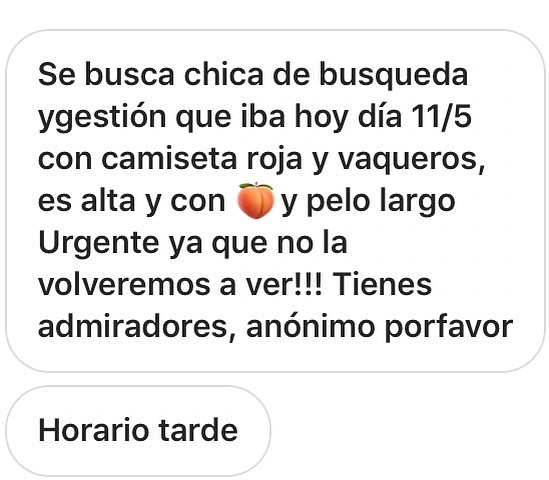 Se busca chica de busqueda
ygestión que iba hoy día 11/5
con camiseta roja y vaqueros,
es alta y con 🍑 y pelo largo
Urgente ya que no la
volveremos a ver!!! Tienes
admiradores, anónimo porfavor
Horario tarde